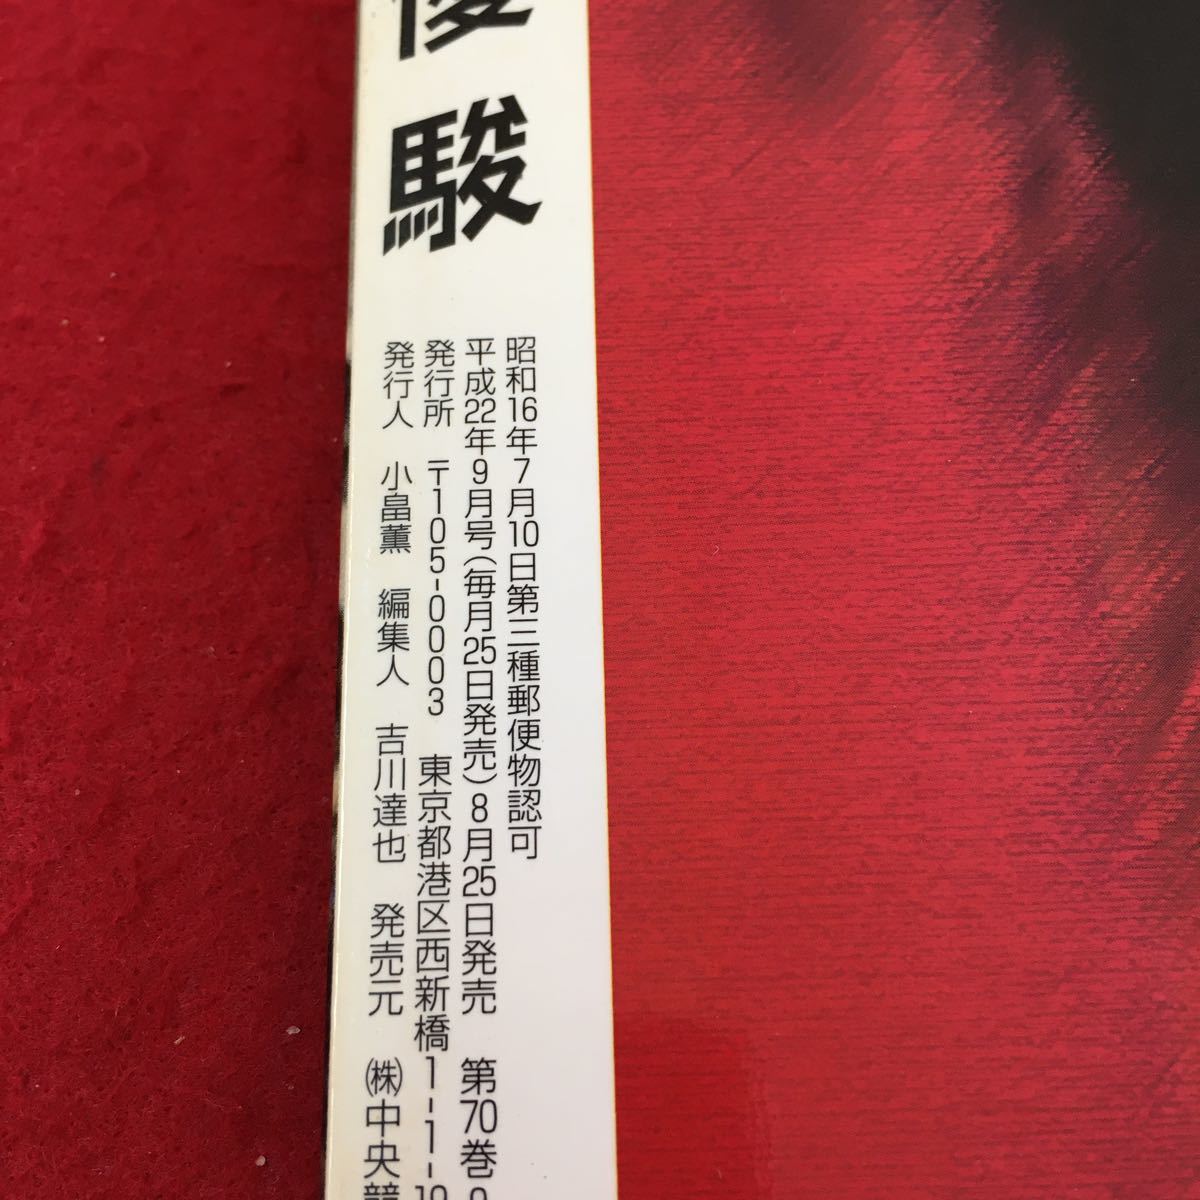 優駿
昭和16年7月10日第三種郵便物認可
平成22年9月号(毎月25日発売)8月25日発売 第70巻
発行所 〒105-0003 東京都港区西新橋1-1-19
発行人 小畠薫 編集人 吉川達也 発売元 ㈱中央競